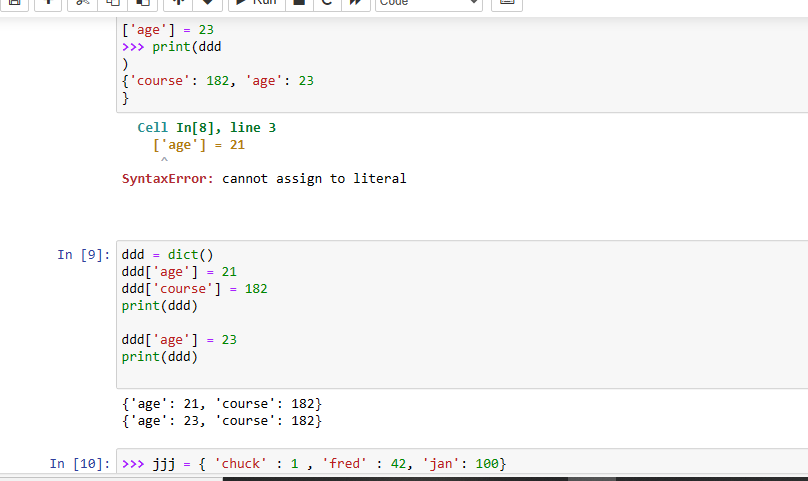 Run
Code
['age'] = 23
>>> print(ddd
)
{'course': 182, 'age': 23
}
Cell In[8], line 3
['age'] = 21
^
SyntaxError: cannot assign to literal
In [9]: ddd = dict()
ddd['age'] = 21
ddd['course'] = 182
print(ddd)
ddd['age'] = 23
print(ddd)
{'age': 21, 'course': 182}
{'age': 23, 'course': 182}
In [10]: >>> jjj = { 'chuck' : 1 , 'fred' : 42, 'jan': 100}